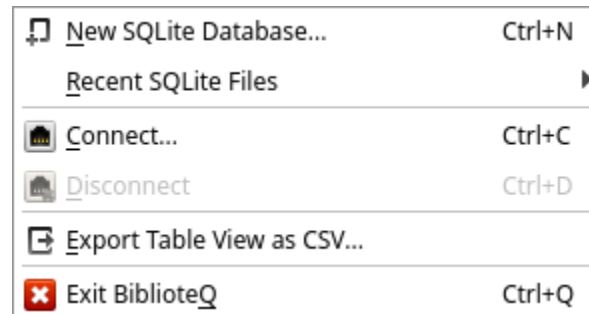 New SQLite Database... Ctrl+N
Recent SQLite Files
Connect... Ctrl+C
Disconnect Ctrl+D
Export Table View as CSV...
Exit BiblioteQ Ctrl+Q